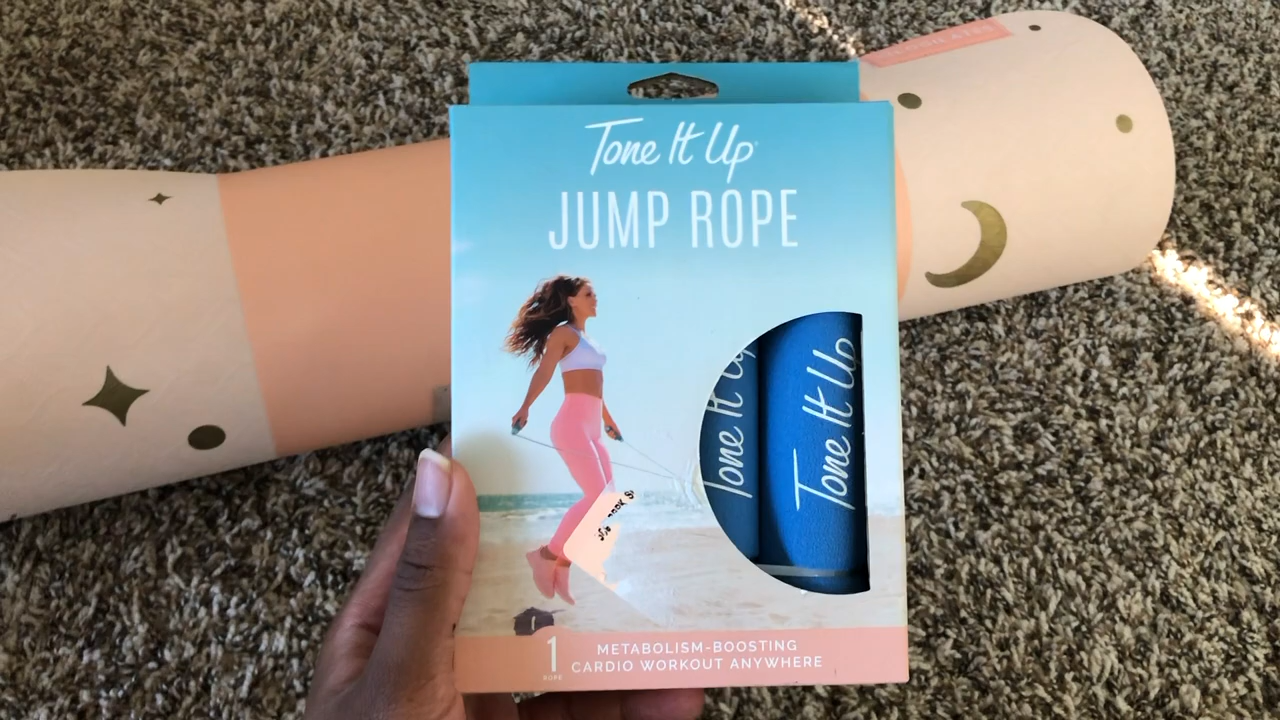 Tone It Up
JUMP ROPE
Tone It Up
Tone It Up
1
ROPE
METABOLISM-BOOSTING
CARDIO WORKOUT ANYWHERE